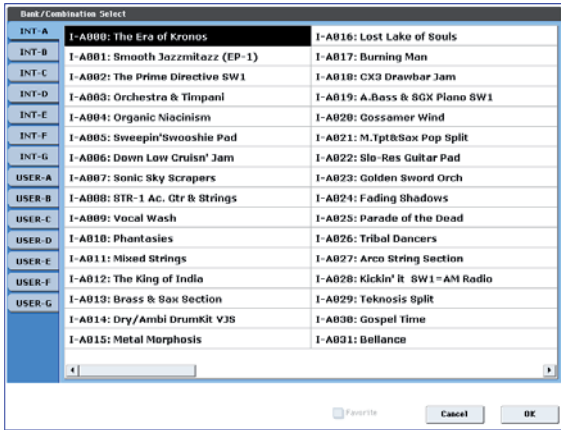 Bank/Combination Select
INT-A
INT-B
INT-C
INT-D
INT-E
INT-F
INT-G
USER-A
USER-B
USER-C
USER-D
USER-E
USER-F
USER-G
I-A000: The Era of Kronos
I-A001: Smooth Jazzmitazz (EP-1)
I-A002: The Prime Directive SW1
I-A003: Orchestra & Timpani
I-A004: Organic Niacinism
I-A005: Sweepin'Swooshie Pad
I-A006: Down Low Cruisn' Jam
I-A007: Sonic Sky Scrapers
I-A008: STR-1 Ac. Gtr & Strings
I-A009: Vocal Wash
I-A010: Phantasies
I-A011: Mixed Strings
I-A012: The King of India
I-A013: Brass & Sax Section
I-A014: Dry/Ambi DrumKit VJS
I-A015: Metal Morphosis
I-A016: Lost Lake of Souls
I-A017: Burning Man
I-A018: CX3 Drawbar Jam
I-A019: A.Bass & SGX Piano SW1
I-A020: Gossamer Wind
I-A021: M.Tpt&Sax Pop Split
I-A022: Slo-Res Guitar Pad
I-A023: Golden Sword Orch
I-A024: Fading Shadows
I-A025: Parade of the Dead
I-A026: Tribal Dancers
I-A027: Arco String Section
I-A028: Kickin' it SW1=AM Radio
I-A029: Teknosis Split
I-A030: Gospel Time
I-A031: Bellance
Favorite
Cancel
OK